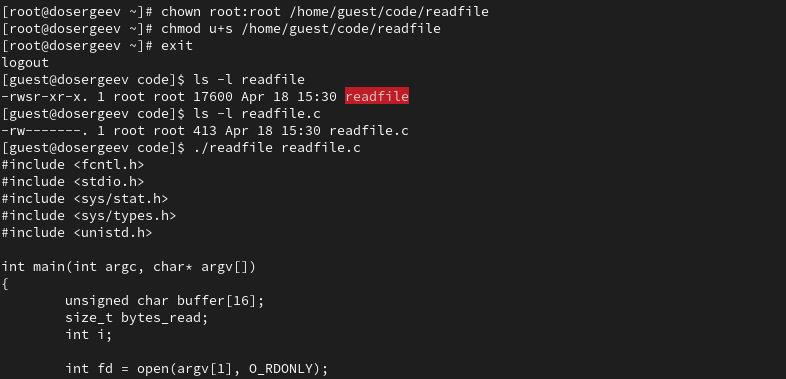 [root@dosergeev ~]# chown root:root /home/guest/code/readfile
[root@dosergeev ~]# chmod u+s /home/guest/code/readfile
[root@dosergeev ~]# exit
logout
[guest@dosergeev code]$ ls -l readfile
-rwsr-xr-x. 1 root root 17600 Apr 18 15:30 readfile
[guest@dosergeev code]$ ls -l readfile.c
-rw-------. 1 root root 413 Apr 18 15:30 readfile.c
[guest@dosergeev code]$ ./readfile readfile.c
#include <fcntl.h>
#include <stdio.h>
#include <sys/stat.h>
#include <sys/types.h>
#include <unistd.h>

int main(int argc, char* argv[])
{
        unsigned char buffer[16];
        size_t bytes_read;
        int i;

        int fd = open(argv[1], O_RDONLY);